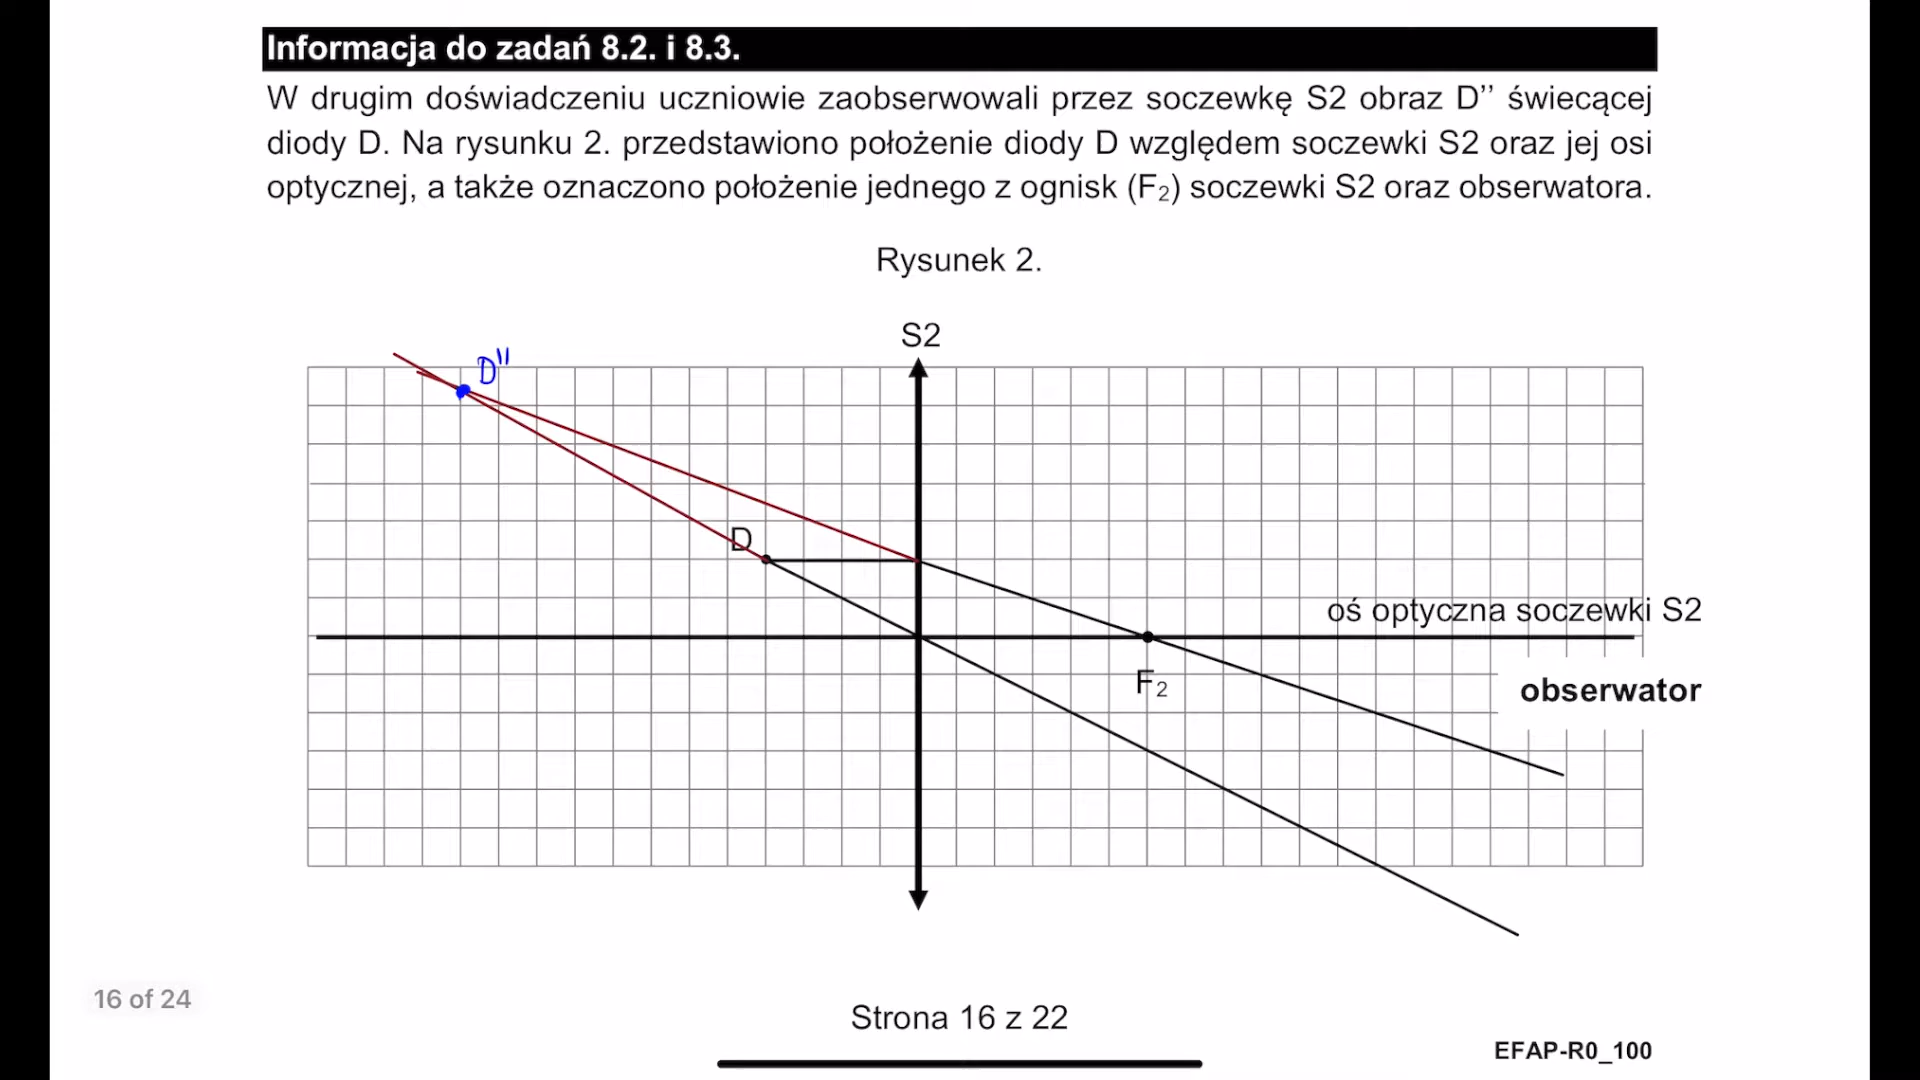 Informacja do zadań 8.2. i 8.3.
W drugim doświadczeniu uczniowie zaobserwowali przez soczewkę S2 obraz D’’ świecącej
diody D. Na rysunku 2. przedstawiono położenie diody D względem soczewki S2 oraz jej osi
optycznej, a także oznaczono położenie jednego z ognisk (F₂) soczewki S2 oraz obserwatora.
Rysunek 2.
S2
D''
D
oś optyczna soczewki S2
F₂
obserwator
16 of 24
Strona 16 z 22
EFAP-R0_100